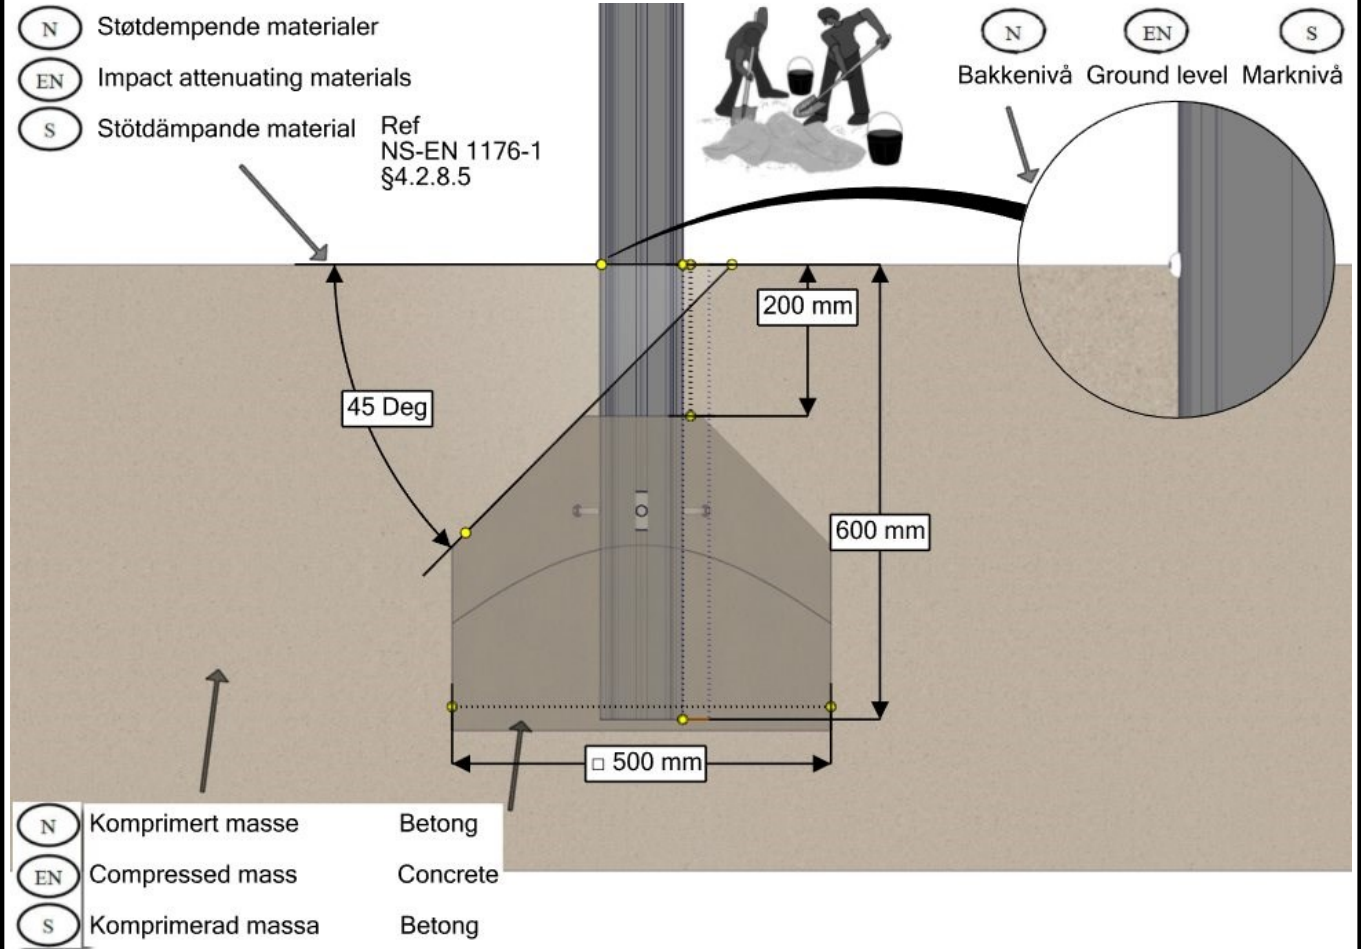 N Støtdempende materialer
EN Impact attenuating materials
S Stötdämpande material
Ref
NS-EN 1176-1
§4.2.8.5
N EN S
Bakkenivå Ground level Marknivå
200 mm
45 Deg
600 mm
□ 500 mm
N Komprimert masse Betong
EN Compressed mass Concrete
S Komprimerad massa Betong